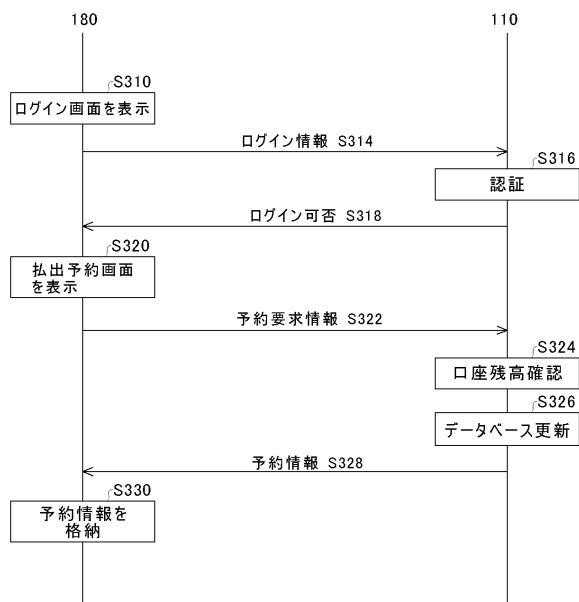 180
110
S310
ログイン画面を表示
ログイン情報 S314
S316
認証
ログイン可否 S318
S320
払出予約画面
を表示
予約要求情報 S322
S324
口座残高確認
S326
データベース更新
予約情報 S328
S330
予約情報を
格納